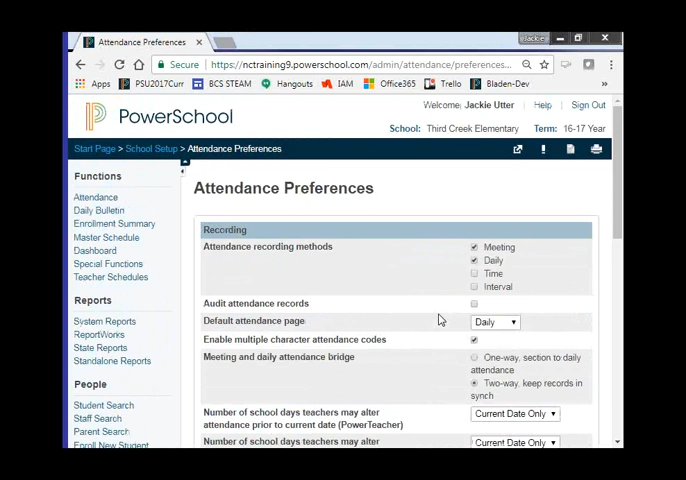 Attendance Preferences
Jackie
Secure https://nctraining9.powerschool.com/admin/attendance/preferences...
Apps PSU2017Curr BCS STEAM Hangouts IAM Office365 Trello Bladen-Dev »
Welcome, Jackie Utter Help Sign Out
PowerSchool
School: Third Creek Elementary Term: 16-17 Year
Start Page > School Setup > Attendance Preferences
Functions
Attendance
Daily Bulletin
Enrollment Summary
Master Schedule
Dashboard
Special Functions
Teacher Schedules
Reports
System Reports
ReportWorks
State Reports
Standalone Reports
People
Student Search
Staff Search
Parent Search
Enroll New Student
Attendance Preferences
Recording
Attendance recording methods
Meeting
Daily
Time
Interval
Audit attendance records
Default attendance page
Daily
Enable multiple character attendance codes
Meeting and daily attendance bridge
One-way, section to daily
attendance
Two-way, keep records in
synch
Number of school days teachers may alter
attendance prior to current date (PowerTeacher)
Current Date Only
Number of school days teachers may alter
Current Date Only